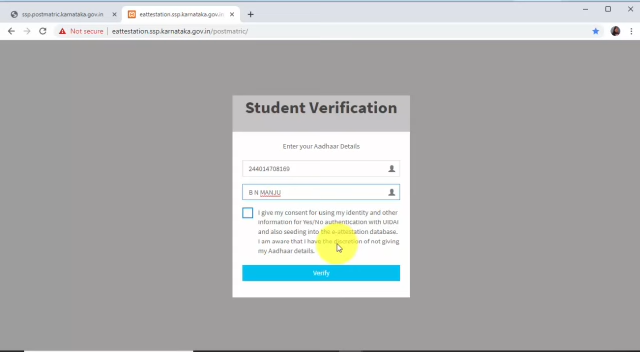 ssp.postmatric.karnataka.gov.in
eattestation.ssp.karnataka.gov.in
Not secure
eattestation.ssp.karnataka.gov.in/postmatric/
Student Verification
Enter your Aadhaar Details
244014708169
B N MANJU
I give my consent for using my identity and other
information for Yes/No authentication with UIDAI
and also seeding into the e-attestation database.
I am aware that I have the discretion of not giving
my Aadhaar details.
Verify